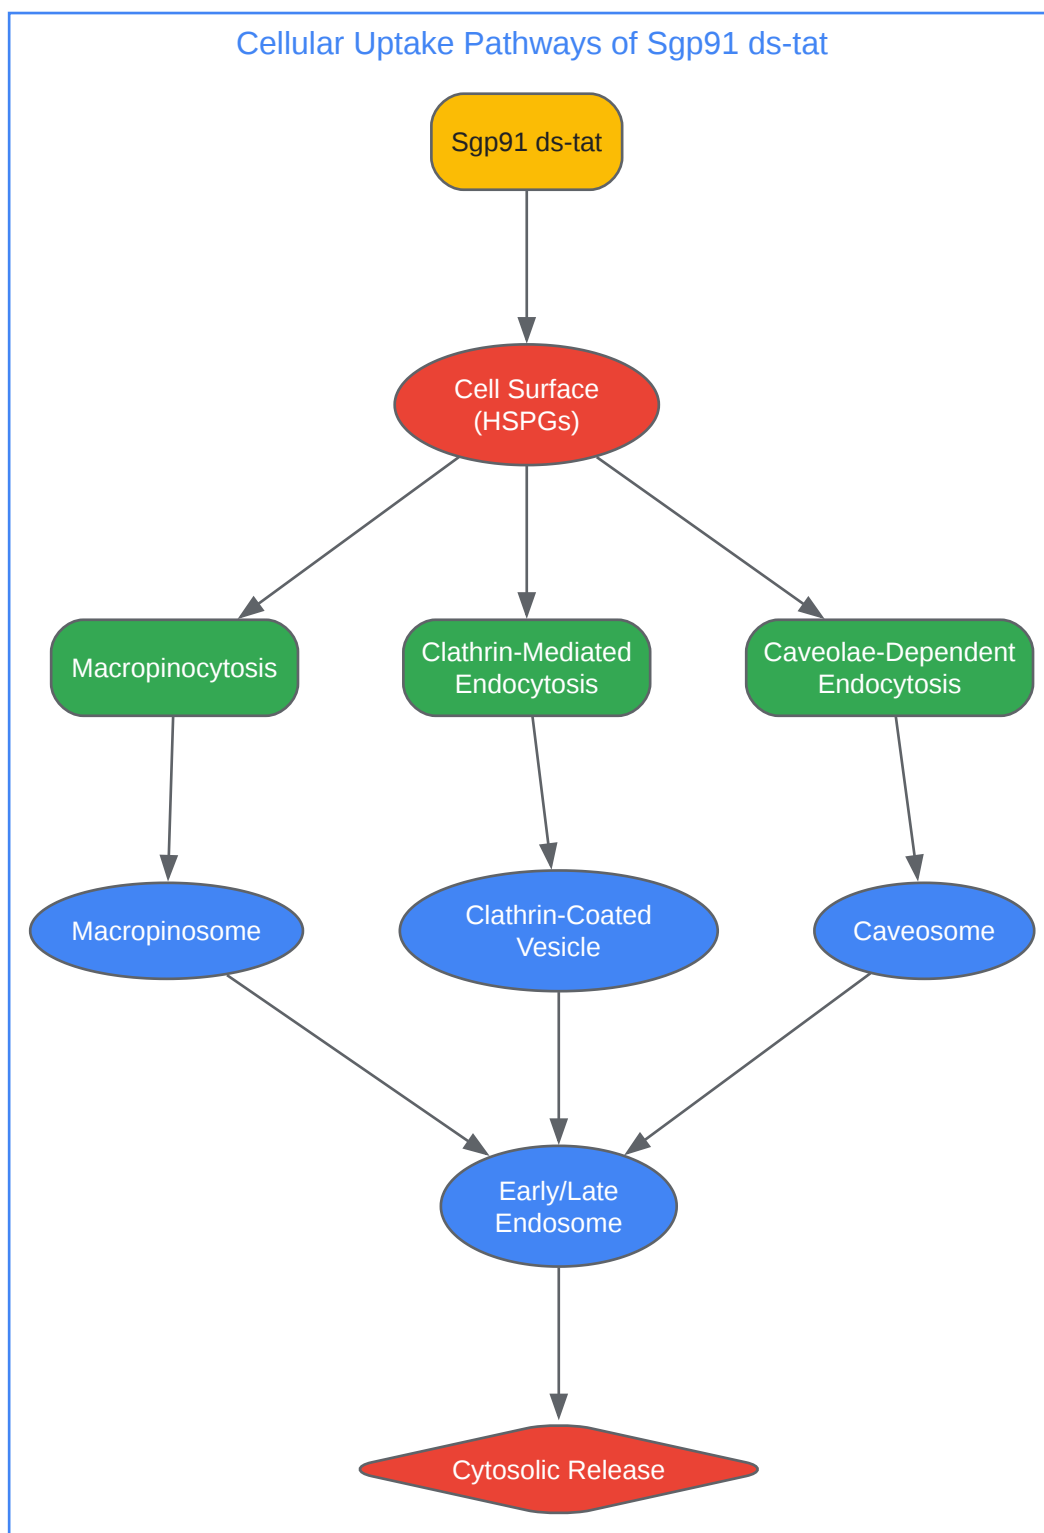 Cellular Uptake Pathways of Sgp91 ds-tat
Sgp91 ds-tat
Cell Surface
(HSPGs)
Macropinocytosis
Clathrin-Mediated
Endocytosis
Caveolae-Dependent
Endocytosis
Macropinosome
Clathrin-Coated
Vesicle
Caveosome
Early/Late
Endosome
Cytosolic Release